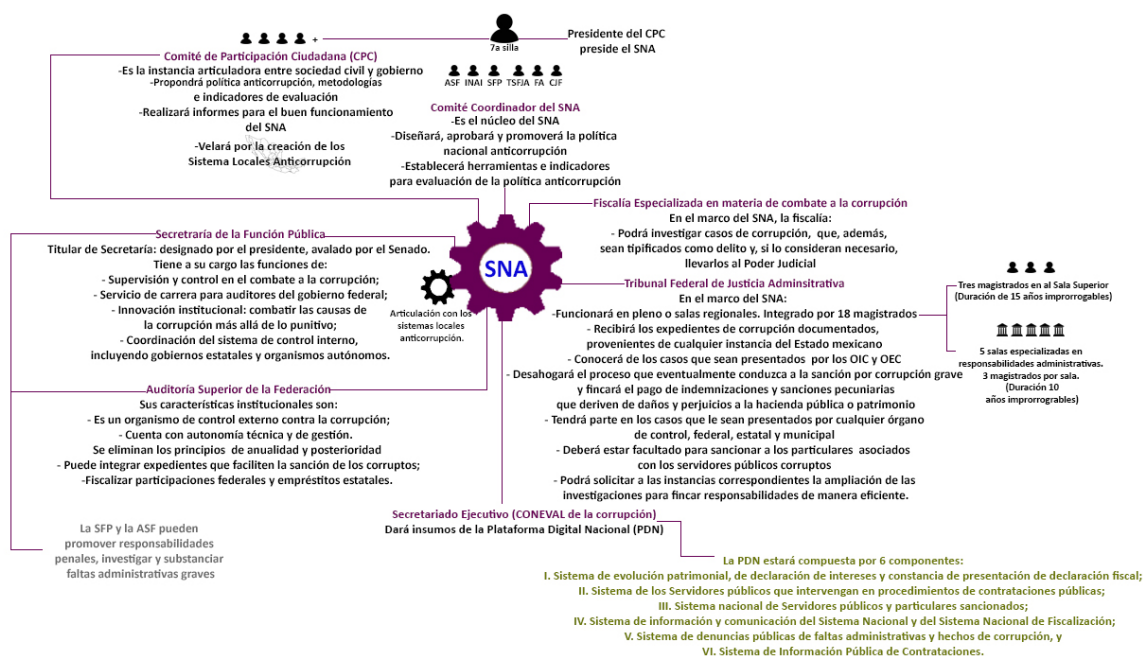 +
7a silla
Presidente del CPC
preside el SNA
Comité de Participación Ciudadana (CPC)
-Es la instancia articuladora entre sociedad civil y gobierno
-Propondrá política anticorrupción, metodologías
e indicadores de evaluación
-Realizará informes para el buen funcionamiento
del SNA
-Velará por la creación de los
Sistema Locales Anticorrupción
ASF INAI SFP TSFJA FA CJF
Comité Coordinador del SNA
-Es el núcleo del SNA
-Diseñará, aprobará y promoverá la política
nacional anticorrupción
-Establecerá herramientas e indicadores
para evaluación de la política anticorrupción
Fiscalía Especializada en materia de combate a la corrupción
En el marco del SNA, la fiscalía:
- Podrá investigar casos de corrupción, que, además,
sean tipificados como delito y, si lo consideran necesario,
llevarlos al Poder Judicial
Secretraría de la Función Pública
Titular de Secretaría: designado por el presidente, avalado por el Senado.
Tiene a su cargo las funciones de:
- Supervisión y control en el combate a la corrupción;
- Servicio de carrera para auditores del gobierno federal;
- Innovación institucional: combatir las causas de
la corrupción más allá de lo punitivo;
- Coordinación del sistema de control interno,
incluyendo gobiernos estatales y organismos autónomos.
SNA
Articulación con los
sistemas locales
anticorrupción.
Tribunal Federal de Justicia Adminsitrativa
En el marco del SNA:
-Funcionará en pleno o salas regionales. Integrado por 18 magistrados
- Recibirá los expedientes de corrupción documentados,
provenientes de cualquier instancia del Estado mexicano
- Conocerá de los casos que sean presentados por los OIC y OEC
- Desahogará el proceso que eventualmente conduzca a la sanción por corrupción grave
y fincará el pago de indemnizaciones y sanciones pecuniarias
que deriven de daños y perjuicios a la hacienda pública o patrimonio
- Tendrá parte en los casos que le sean presentados por cualquier órgano
de control, federal, estatal y municipal
- Deberá estar facultado para sancionar a los particulares asociados
con los servidores públicos corruptos
- Podrá solicitar a las instancias correspondientes la ampliación de las
investigaciones para fincar responsabilidades de manera eficiente.
Tres magistrados en al Sala Superior
(Duración de 15 años improrrogables)
5 salas especializadas en
responsabilidades administrativas.
3 magistrados por sala.
(Duración 10
años improrrorgables)
Auditoría Superior de la Federación
Sus características institucionales son:
- Es un organismo de control externo contra la corrupción;
- Cuenta con autonomía técnica y de gestión.
Se eliminan los principios de anualidad y posterioridad
- Puede integrar expedientes que faciliten la sanción de los corruptos;
-Fiscalizar participaciones federales y empréstitos estatales.
La SFP y la ASF pueden
promover responsabilidades
penales, investigar y substanciar
faltas administrativas graves
Secretariado Ejecutivo (CONEVAL de la corrupción)
Dará insumos de la Plataforma Digital Nacional (PDN)
La PDN estará compuesta por 6 componentes:
I. Sistema de evolución patrimonial, de declaración de intereses y constancia de presentación de declaración fiscal;
II. Sistema de los Servidores públicos que intervengan en procedimientos de contrataciones públicas;
III. Sistema nacional de Servidores públicos y particulares sancionados;
IV. Sistema de información y comunicación del Sistema Nacional y del Sistema Nacional de Fiscalización;
V. Sistema de denuncias públicas de faltas administrativas y hechos de corrupción, y
VI. Sistema de Información Pública de Contrataciones.